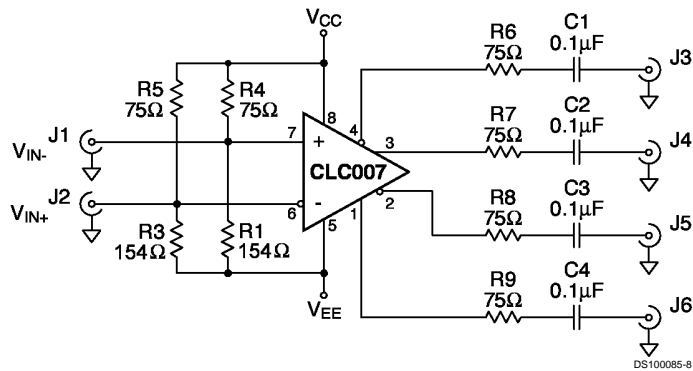 VCC
R6
75Ω
C1
0.1µF
J3
R5
75Ω
R4
75Ω
8
4
J1
VIN-
7
+
R7
75Ω
C2
0.1µF
J4
3
CLC007
J2
VIN+
6
-
2
R8
75Ω
C3
0.1µF
J5
R3
154Ω
R1
154Ω
5
1
VEE
R9
75Ω
C4
0.1µF
J6
DS100085-8